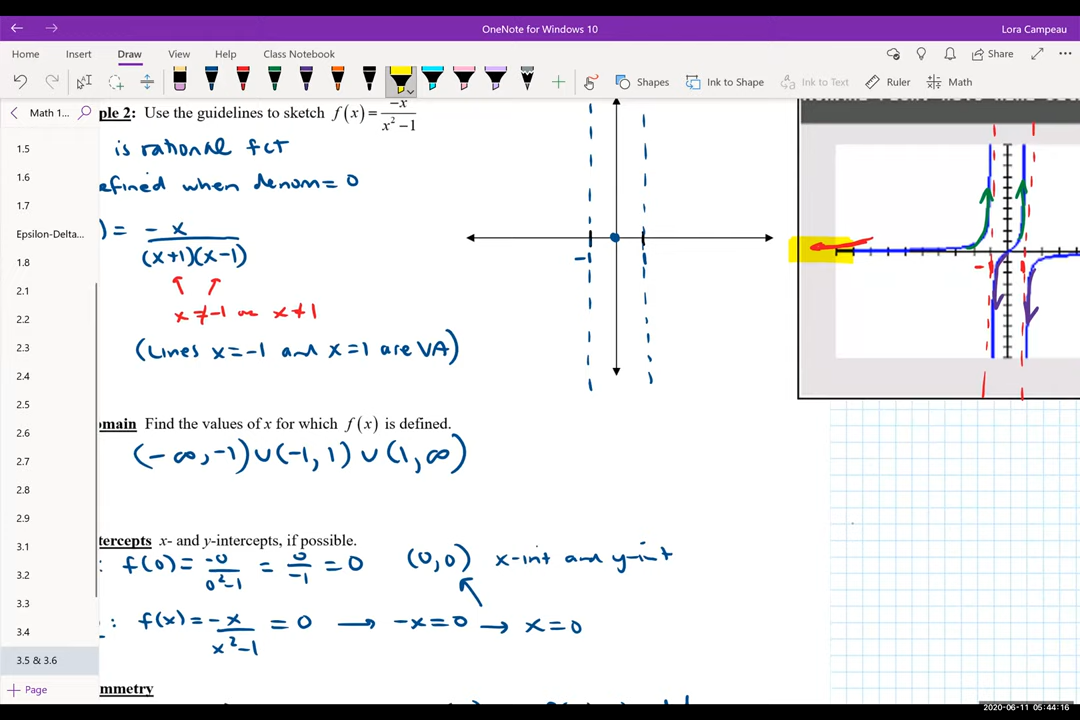 OneNote for Windows 10
Lora Campeau
Home Insert Draw View Help Class Notebook
Share
Shapes Ink to Shape Ink to Text Ruler Math
Math 1...
1.5
1.6
1.7
Epsilon-Delta...
1.8
2.1
2.2
2.3
2.4
2.5
2.6
2.7
2.8
2.9
3.1
3.2
3.3
3.4
3.5 & 3.6
+ Page
ple 2: Use the guidelines to sketch f(x) = -x / x² - 1
is rational fct
efined when denom = 0
) = - x / (x+1)(x-1)
x ≠ -1 or x ≠ 1
(Lines x = -1 and x = 1 are VA)
main Find the values of x for which f(x) is defined.
(-∞, -1) ∪ (-1, 1) ∪ (1, ∞)
tercepts x- and y-intercepts, if possible.
: f(0) = -0 / 0²-1 = 0 / -1 = 0 (0, 0) x-int and y-int
: f(x) = -x / x²-1 = 0 → -x = 0 → x = 0
mmetry
-1
2020-06-11 05:44:16